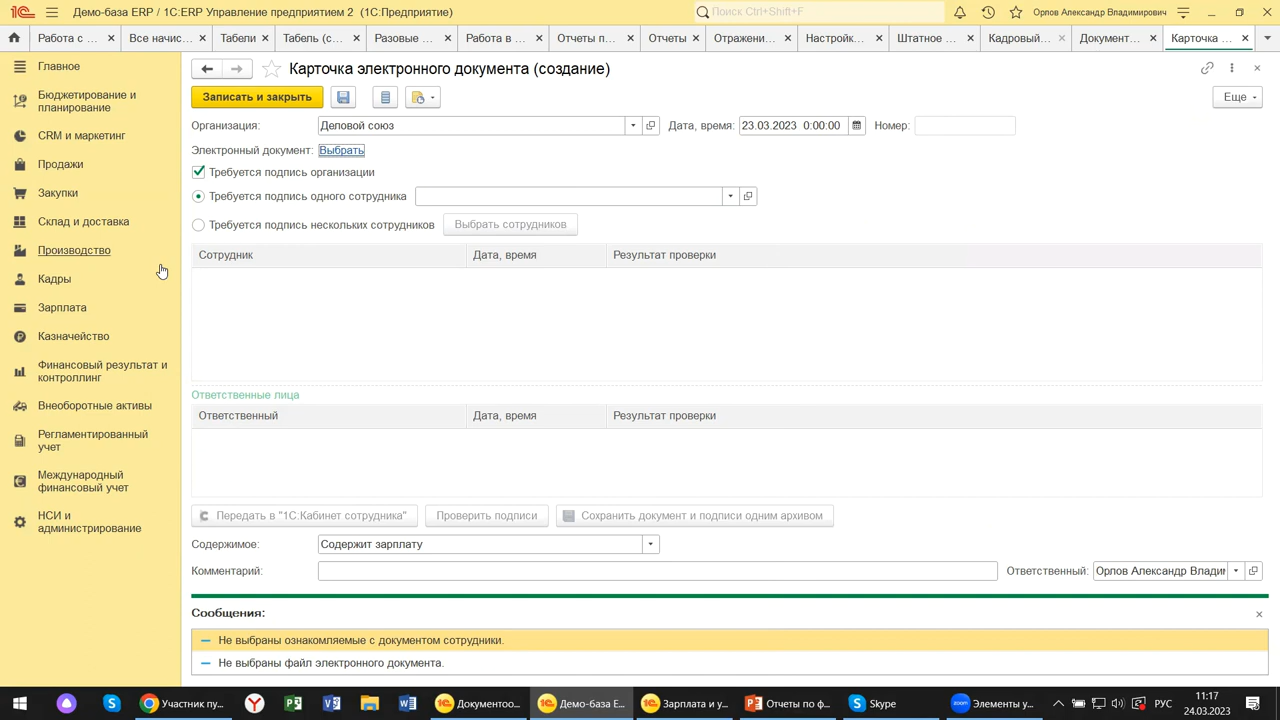 Демо-база ERP / 1С:ERP Управление предприятием 2 (1С:Предприятие)
Поиск Ctrl+Shift+F
Орлов Александр Владимирович
Работа с ...
Все начис...
Табели
Табель (с...
Разовые ...
Работа в ...
Отчеты п...
Отчеты
Отражени...
Настройк...
Штатное ...
Кадровый...
Документ...
Карточка ...
Главное
Бюджетирование и
планирование
CRM и маркетинг
Продажи
Закупки
Склад и доставка
Производство
Кадры
Зарплата
Казначейство
Финансовый результат и
контроллинг
Внеоборотные активы
Регламентированный
учет
Международный
финансовый учет
НСИ и
администрирование
Карточка электронного документа (создание)
Записать и закрыть
Еще
Организация: Деловой союз Дата, время: 23.03.2023 0:00:00 Номер:
Электронный документ: Выбрать
Требуется подпись организации
Требуется подпись одного сотрудника
Требуется подпись нескольких сотрудников Выбрать сотрудников
Сотрудник Дата, время Результат проверки
Ответственные лица
Ответственный Дата, время Результат проверки
Передать в "1С:Кабинет сотрудника" Проверить подписи Сохранить документ и подписи одним архивом
Содержимое: Содержит зарплату
Комментарий: Ответственный: Орлов Александр Влади
Сообщения:
Не выбраны ознакомляемые с документом сотрудники.
Не выбраны файл электронного документа.
Участник пу...
Документоо...
Демо-база E...
Зарплата и у...
Отчеты по ф...
Skype
Элементы у...
РУС
11:17
24.03.2023